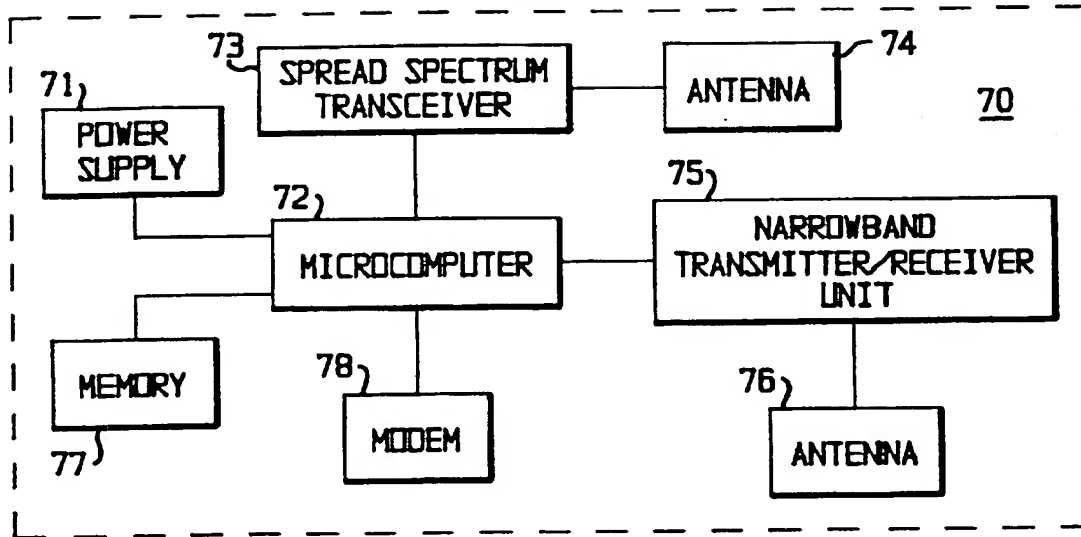 73
SPREAD SPECTRUM
TRANSCEIVER
ANTENNA
74
71
POWER
SUPPLY
70
72
MICROCOMPUTER
75
NARROWBAND
TRANSMITTER/RECEIVER
UNIT
MEMORY
77
78
MODEM
76
ANTENNA